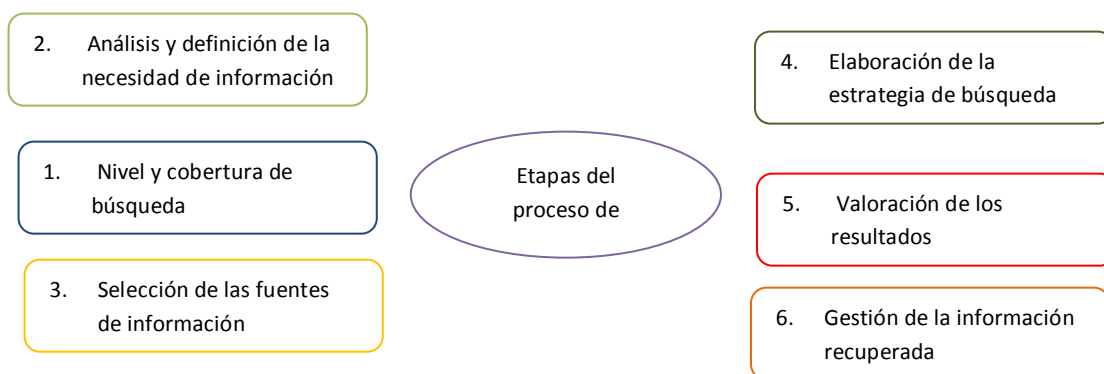 2. Análisis y definición de la
necesidad de información
1. Nivel y cobertura de
búsqueda
3. Selección de las fuentes
de información
Etapas del
proceso de
4. Elaboración de la
estrategia de búsqueda
5. Valoración de los
resultados
6. Gestión de la información
recuperada